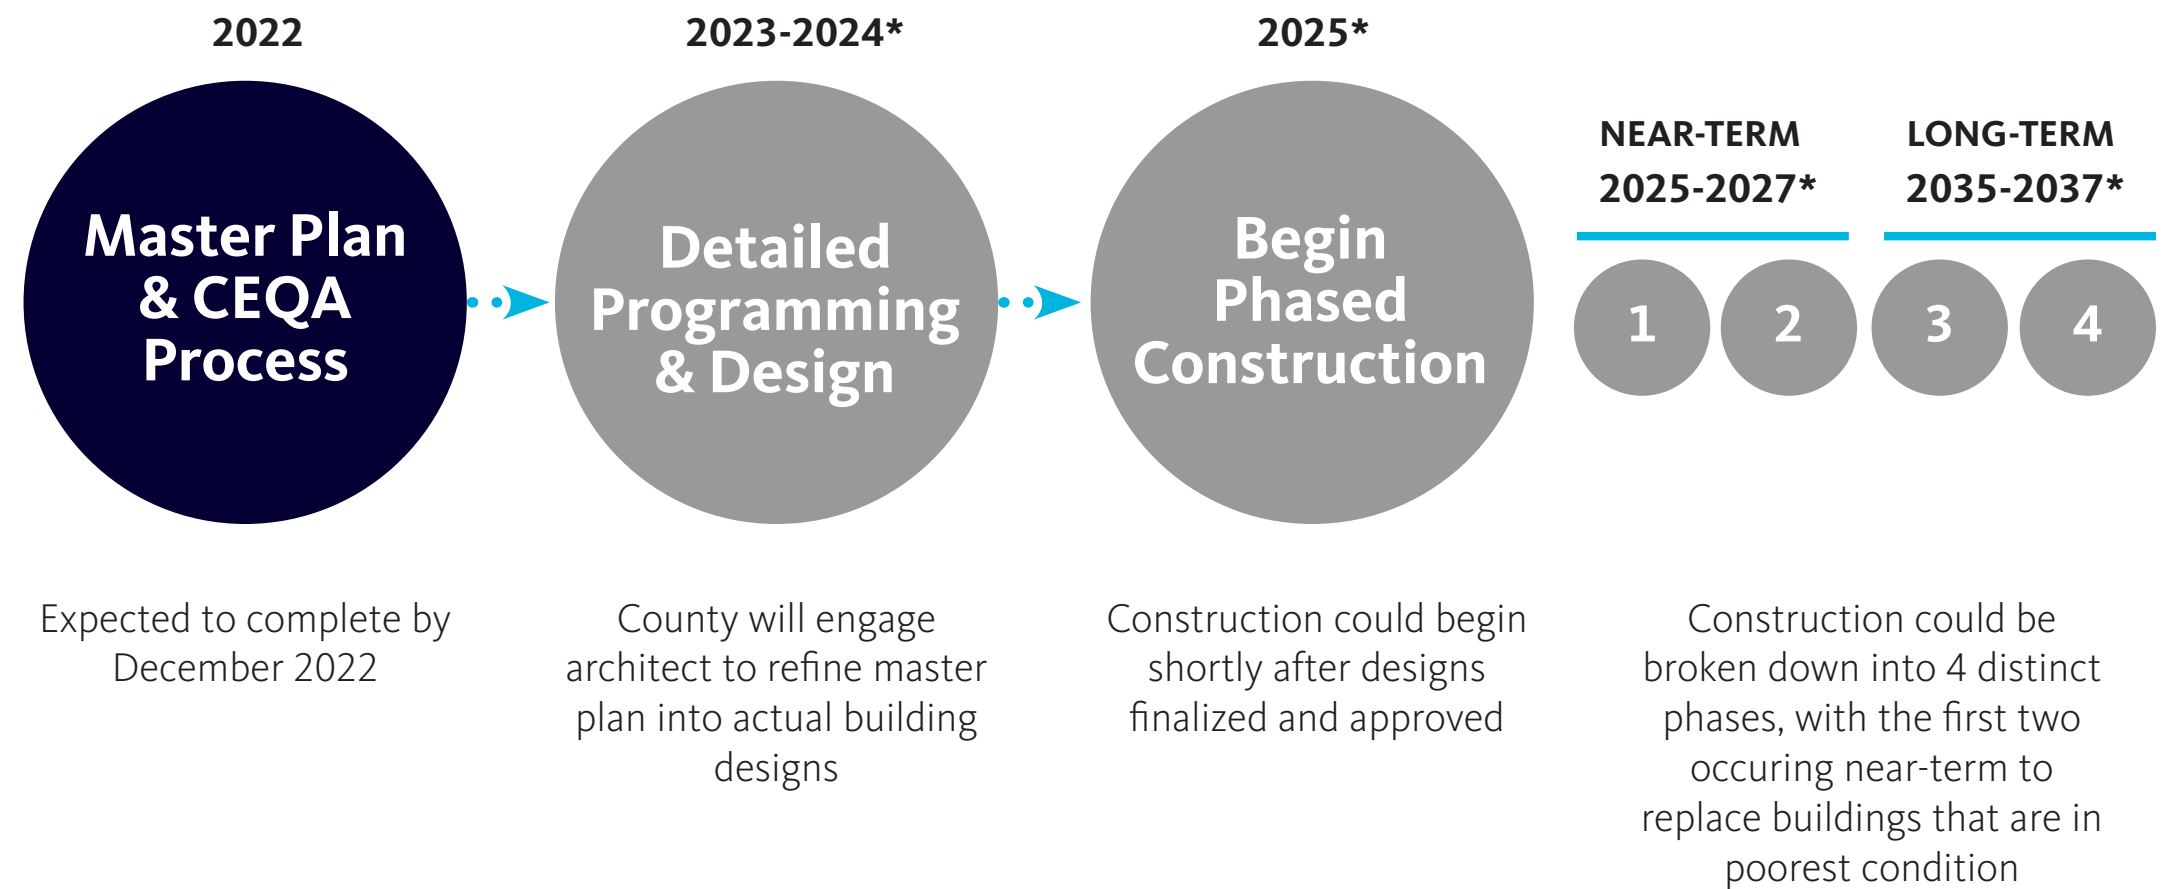 2022
Master Plan
& CEQA
Process
Expected to complete by
December 2022
2023-2024*
Detailed
Programming
& Design
County will engage
architect to refine master
plan into actual building
designs
2025*
Begin
Phased
Construction
Construction could begin
shortly after designs
finalized and approved
NEAR-TERM
2025-2027*
1
2
LONG-TERM
2035-2037*
3
4
Construction could be
broken down into 4 distinct
phases, with the first two
occuring near-term to
replace buildings that are in
poorest condition